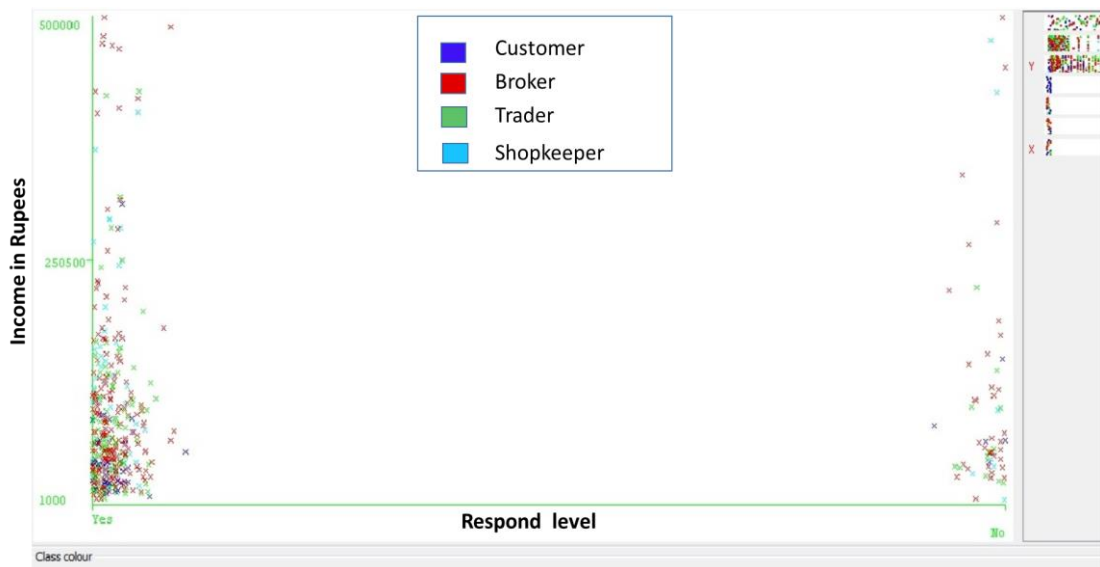 500000
Customer
Broker
Trader
Shopkeeper
Y
X
Income in Rupees
250500
1000
Yes
Respond level
No
Class colour